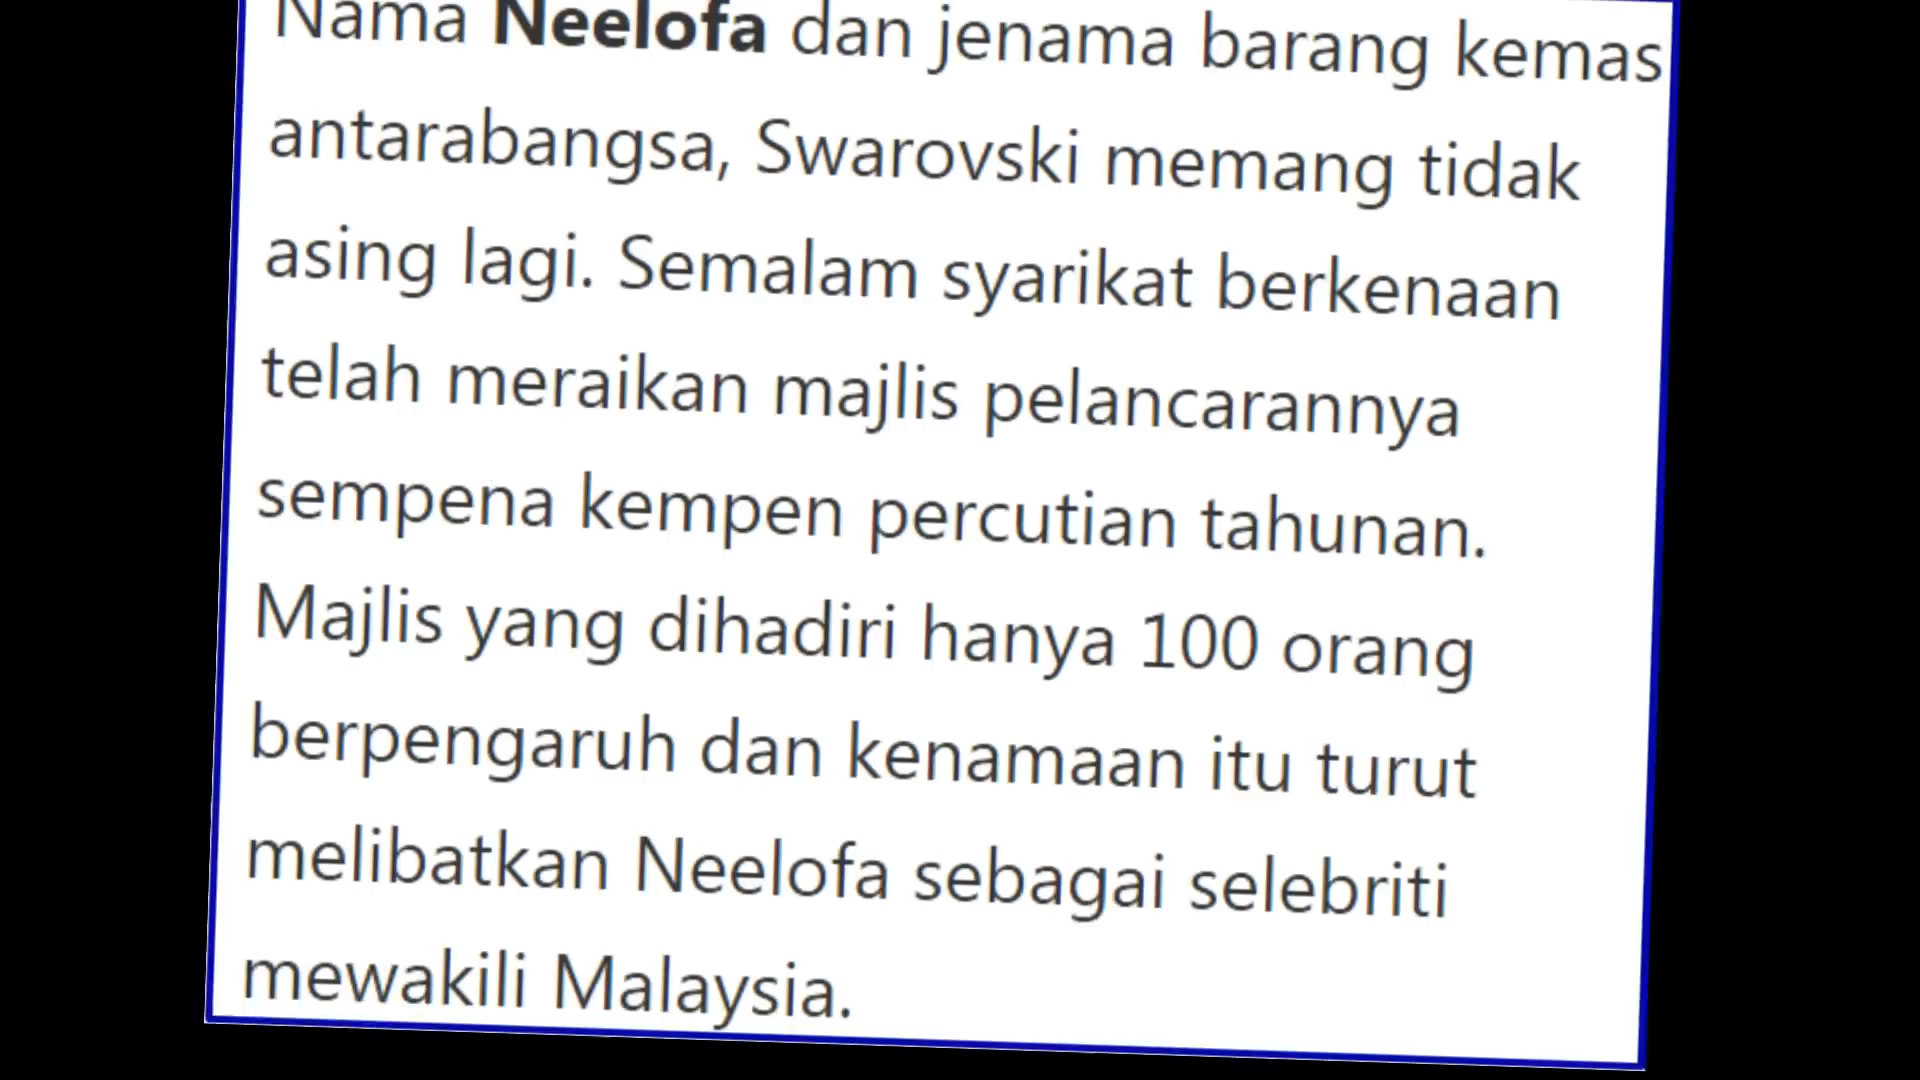 Nama Neelofa dan jenama barang kemas
antarabangsa, Swarovski memang tidak
asing lagi. Semalam syarikat berkenaan
telah meraikan majlis pelancarannya
sempena kempen percutian tahunan.
Majlis yang dihadiri hanya 100 orang
berpengaruh dan kenamaan itu turut
melibatkan Neelofa sebagai selebriti
mewakili Malaysia.